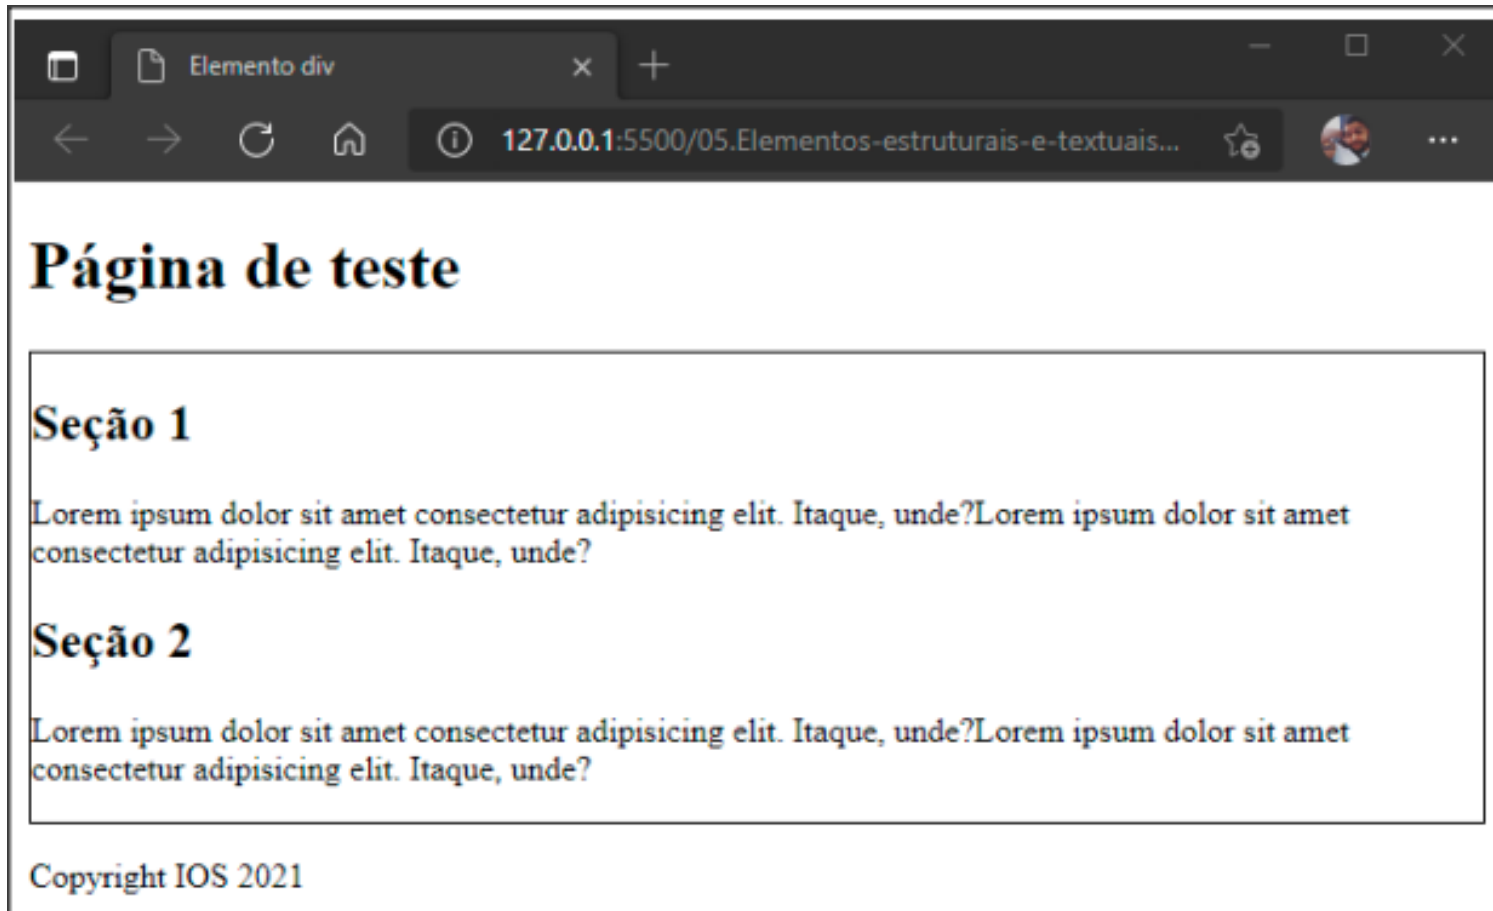 Elemento div
127.0.0.1:5500/05.Elementos-estruturais-e-textuais...
Página de teste
Seção 1
Lorem ipsum dolor sit amet consectetur adipisicing elit. Itaque, unde?Lorem ipsum dolor sit amet
consectetur adipisicing elit. Itaque, unde?
Seção 2
Lorem ipsum dolor sit amet consectetur adipisicing elit. Itaque, unde?Lorem ipsum dolor sit amet
consectetur adipisicing elit. Itaque, unde?
Copyright IOS 2021